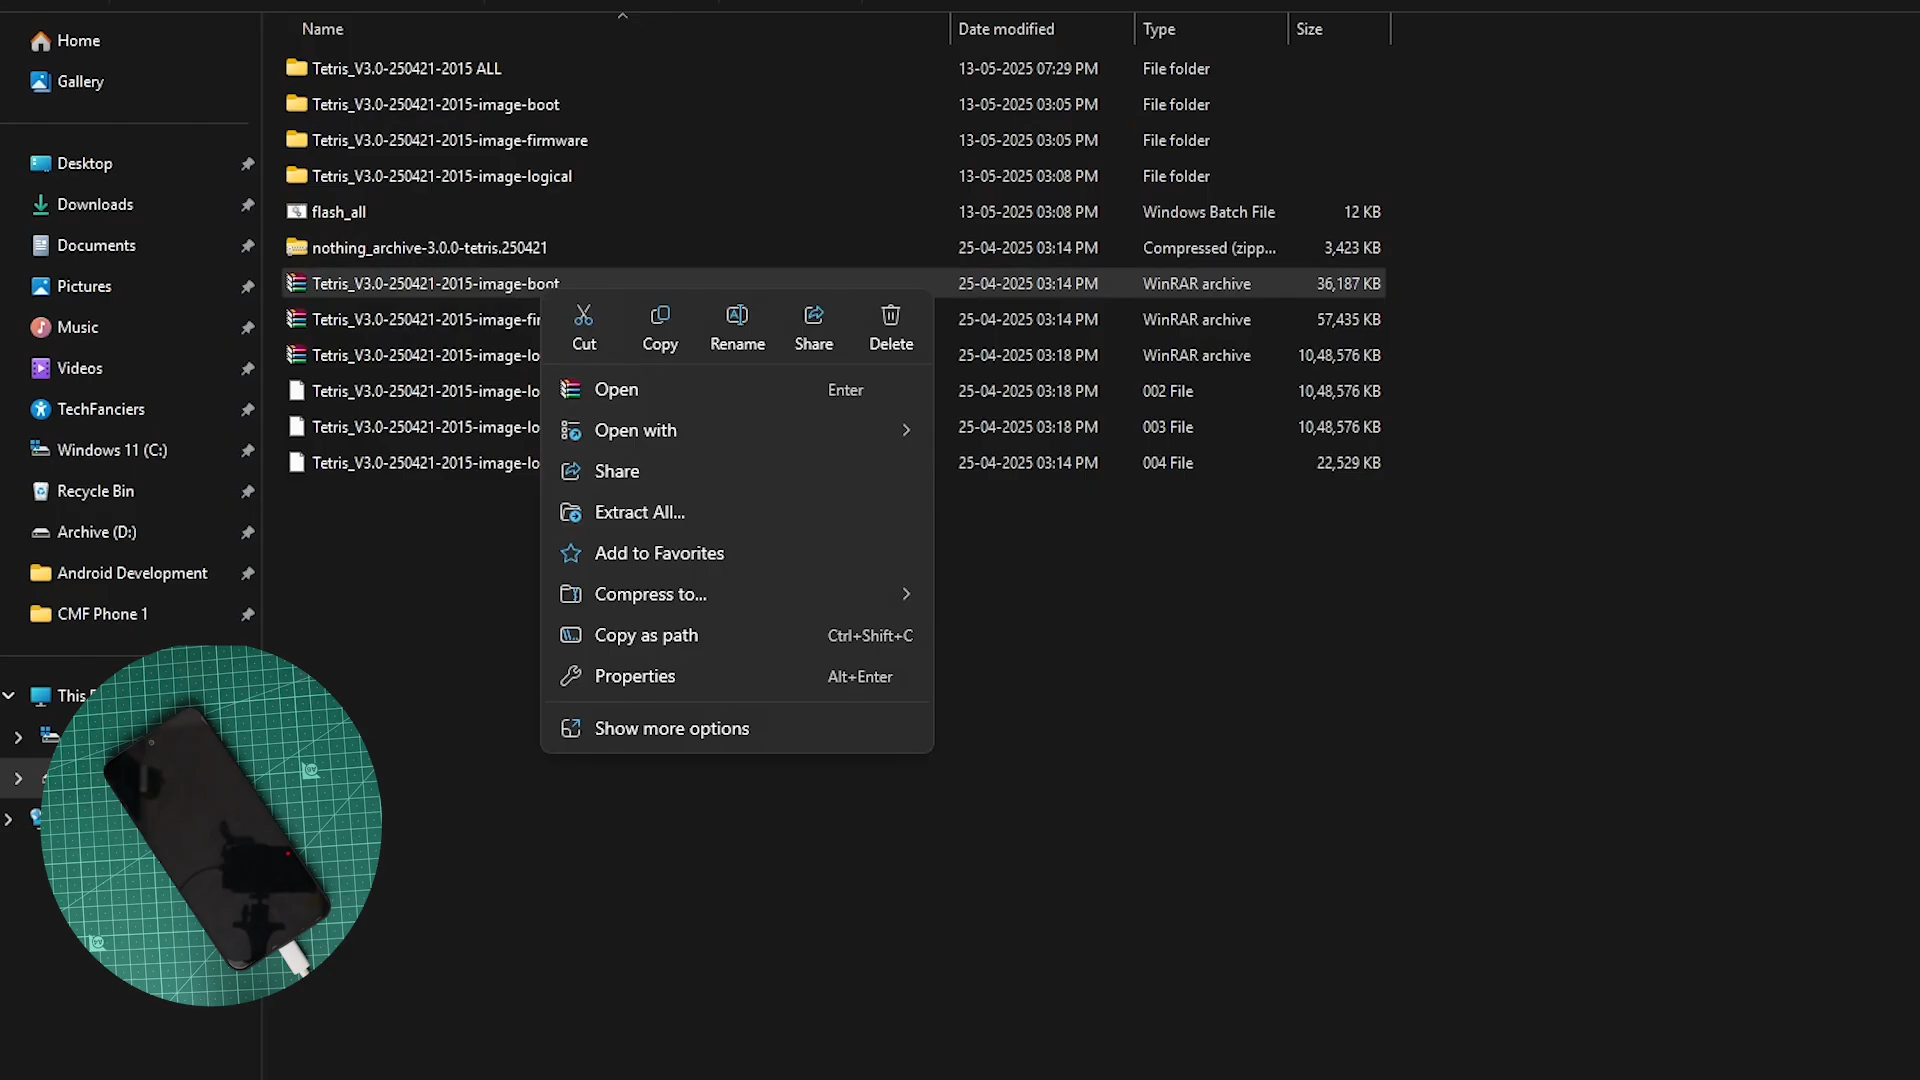 Name
Date modified
Type
Size
Home
Gallery
Desktop
Downloads
Documents
Pictures
Music
Videos
TechFanciers
Windows 11 (C:)
Recycle Bin
Archive (D:)
Android Development
CMF Phone 1
This
Tetris_V3.0-250421-2015 ALL 13-05-2025 07:29 PM File folder
Tetris_V3.0-250421-2015-image-boot 13-05-2025 03:05 PM File folder
Tetris_V3.0-250421-2015-image-firmware 13-05-2025 03:05 PM File folder
Tetris_V3.0-250421-2015-image-logical 13-05-2025 03:08 PM File folder
flash_all 13-05-2025 03:08 PM Windows Batch File 12 KB
nothing_archive-3.0.0-tetris.250421 25-04-2025 03:14 PM Compressed (zipp... 3,423 KB
Tetris_V3.0-250421-2015-image-boot 25-04-2025 03:14 PM WinRAR archive 36,187 KB
Tetris_V3.0-250421-2015-image-fir 25-04-2025 03:14 PM WinRAR archive 57,435 KB
Tetris_V3.0-250421-2015-image-lo 25-04-2025 03:18 PM WinRAR archive 10,48,576 KB
Tetris_V3.0-250421-2015-image-lo 25-04-2025 03:18 PM 002 File 10,48,576 KB
Tetris_V3.0-250421-2015-image-lo 25-04-2025 03:18 PM 003 File 10,48,576 KB
Tetris_V3.0-250421-2015-image-lo 25-04-2025 03:14 PM 004 File 22,529 KB
Cut Copy Rename Share Delete
Open Enter
Open with
Share
Extract All...
Add to Favorites
Compress to...
Copy as path Ctrl+Shift+C
Properties Alt+Enter
Show more options